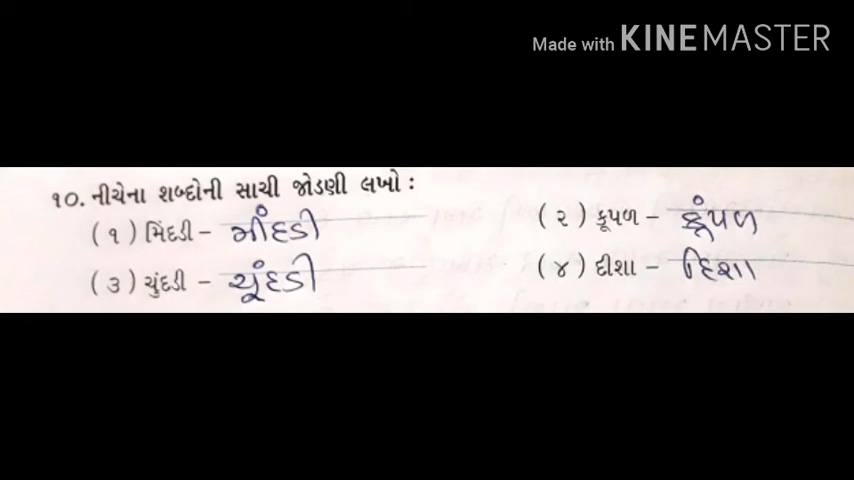 Made with KINEMASTER
૧૦. નીચેના શબ્દોની સાચી જોડણી લખો :
(૧) મિંદડી – મીંદડી (૨) કૂપળ – કૂંપળ
(૩) ચુંદડી – ચૂંદડી (૪) દીશા – દિશા